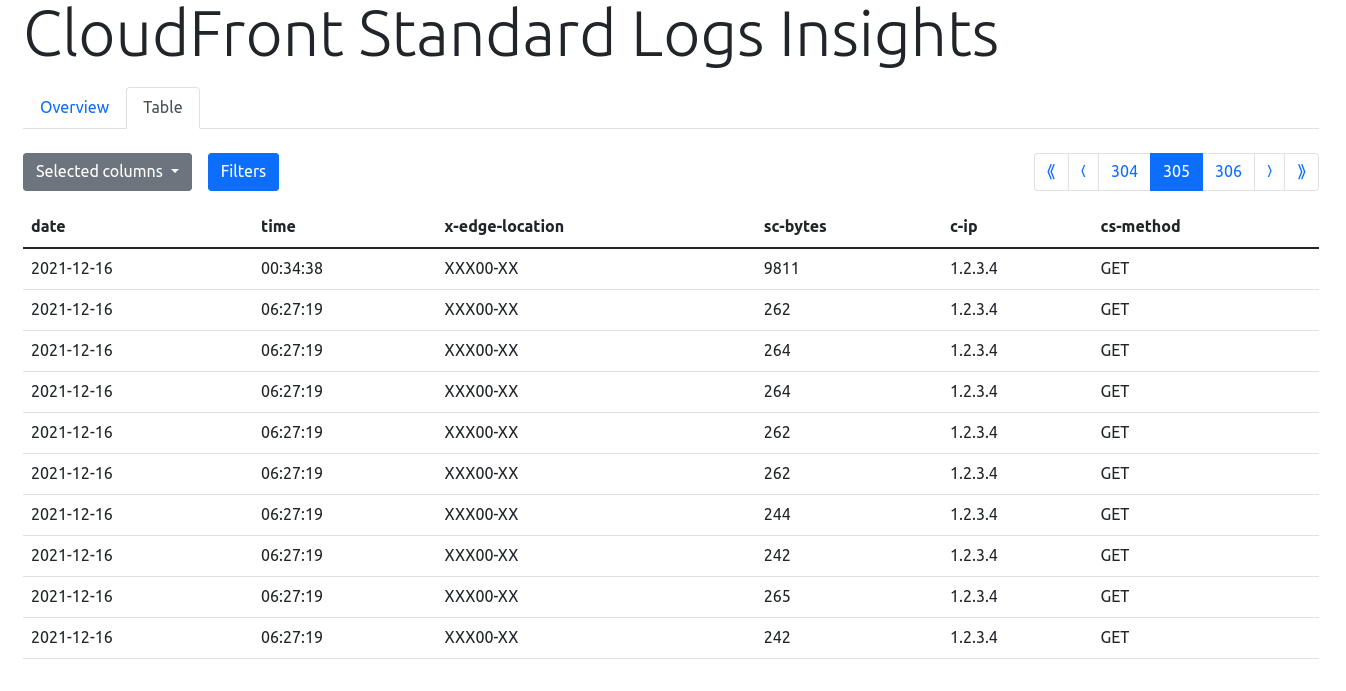 CloudFront Standard Logs Insights
Overview Table
Selected columns Filters ⟪ ⟨ 304 305 306 ⟩ ⟫
date time x-edge-location sc-bytes c-ip cs-method
2021-12-16 00:34:38 XXX00-XX 9811 1.2.3.4 GET
2021-12-16 06:27:19 XXX00-XX 262 1.2.3.4 GET
2021-12-16 06:27:19 XXX00-XX 264 1.2.3.4 GET
2021-12-16 06:27:19 XXX00-XX 264 1.2.3.4 GET
2021-12-16 06:27:19 XXX00-XX 262 1.2.3.4 GET
2021-12-16 06:27:19 XXX00-XX 262 1.2.3.4 GET
2021-12-16 06:27:19 XXX00-XX 244 1.2.3.4 GET
2021-12-16 06:27:19 XXX00-XX 242 1.2.3.4 GET
2021-12-16 06:27:19 XXX00-XX 265 1.2.3.4 GET
2021-12-16 06:27:19 XXX00-XX 242 1.2.3.4 GET